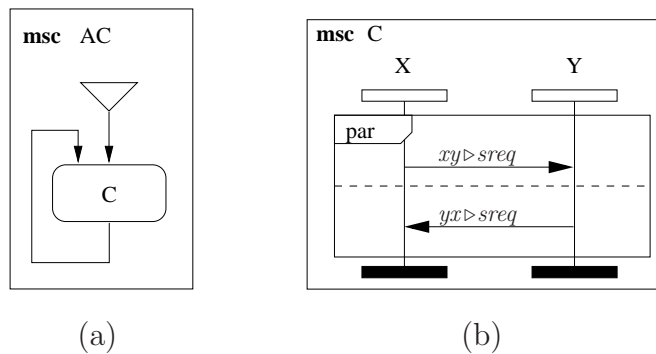 msc AC
C
(a)
msc C
X Y
par
xy▷sreq
yx▷sreq
(b)